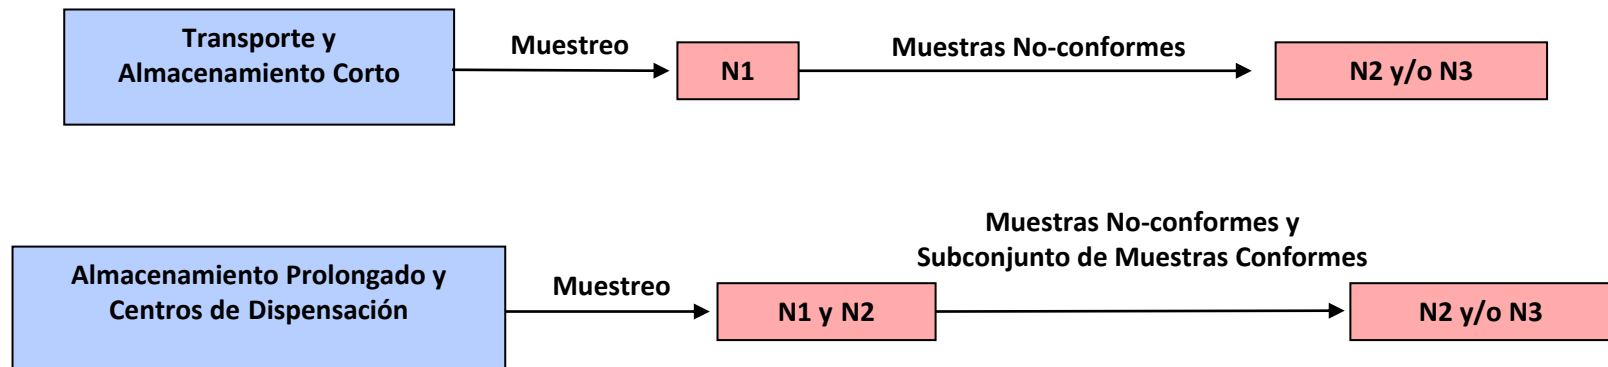 Transporte y
Almacenamiento Corto
Muestreo
N1
Muestras No-conformes
N2 y/o N3
Almacenamiento Prolongado y
Centros de Dispensación
Muestreo
N1 y N2
Muestras No-conformes y
Subconjunto de Muestras Conformes
N2 y/o N3